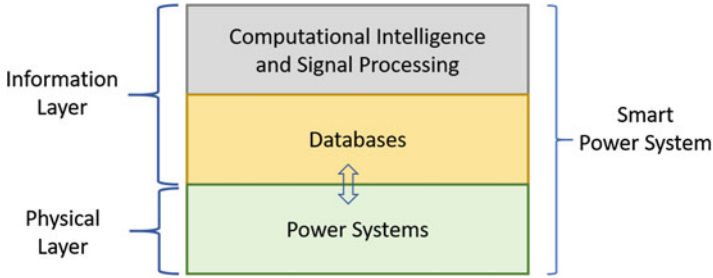 Computational Intelligence
and Signal Processing
Information
Layer
Databases
Smart
Power System
Physical
Layer
Power Systems